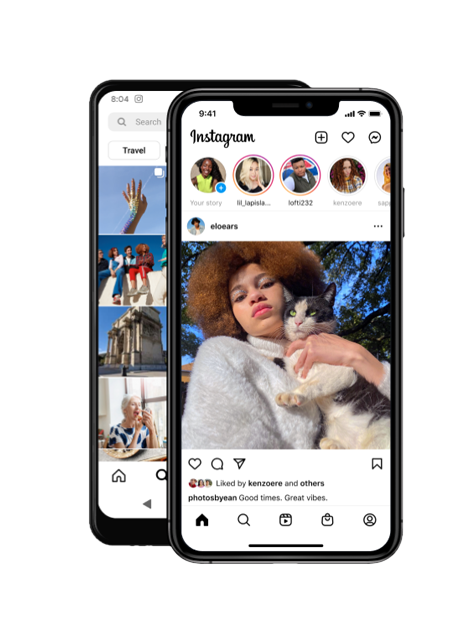 8:04
Search
Travel
9:41
Instagram
Your story
lil_lapisla...
lofti232
kenzoere
eloears
Liked by kenzoere and others
photosbyean Good times. Great vibes.